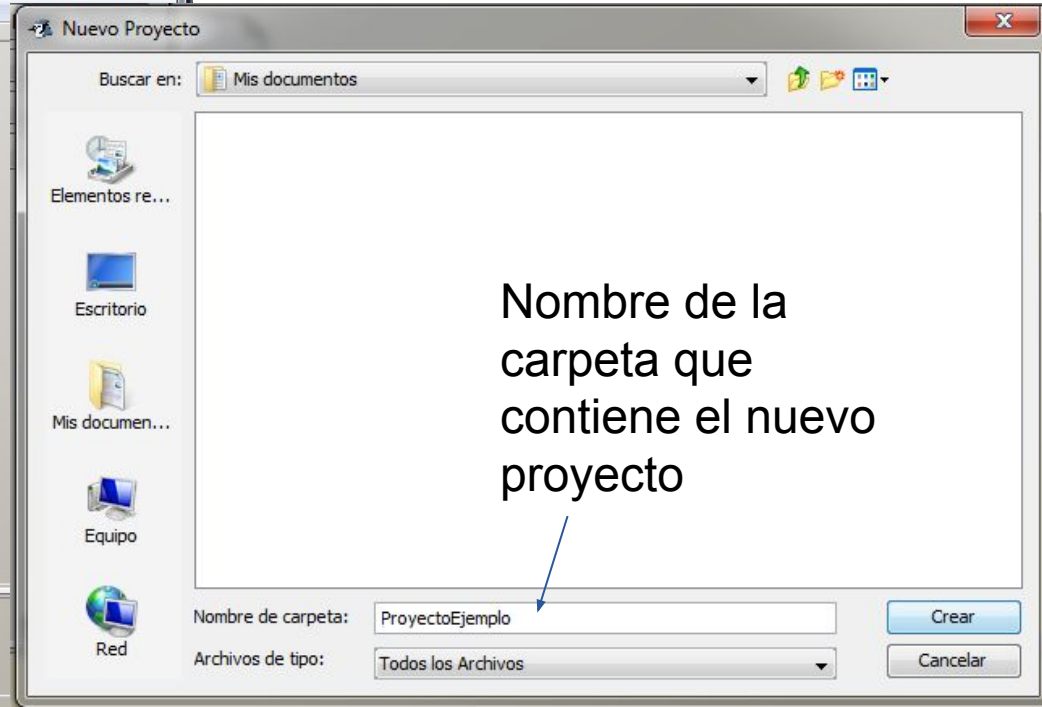 Nuevo Proyecto
Buscar en:
Mis documentos
Elementos re...
Escritorio
Mis documen...
Equipo
Red
Nombre de la
carpeta que
contiene el nuevo
proyecto
Nombre de carpeta:
ProyectoEjemplo
Crear
Archivos de tipo:
Todos los Archivos
Cancelar